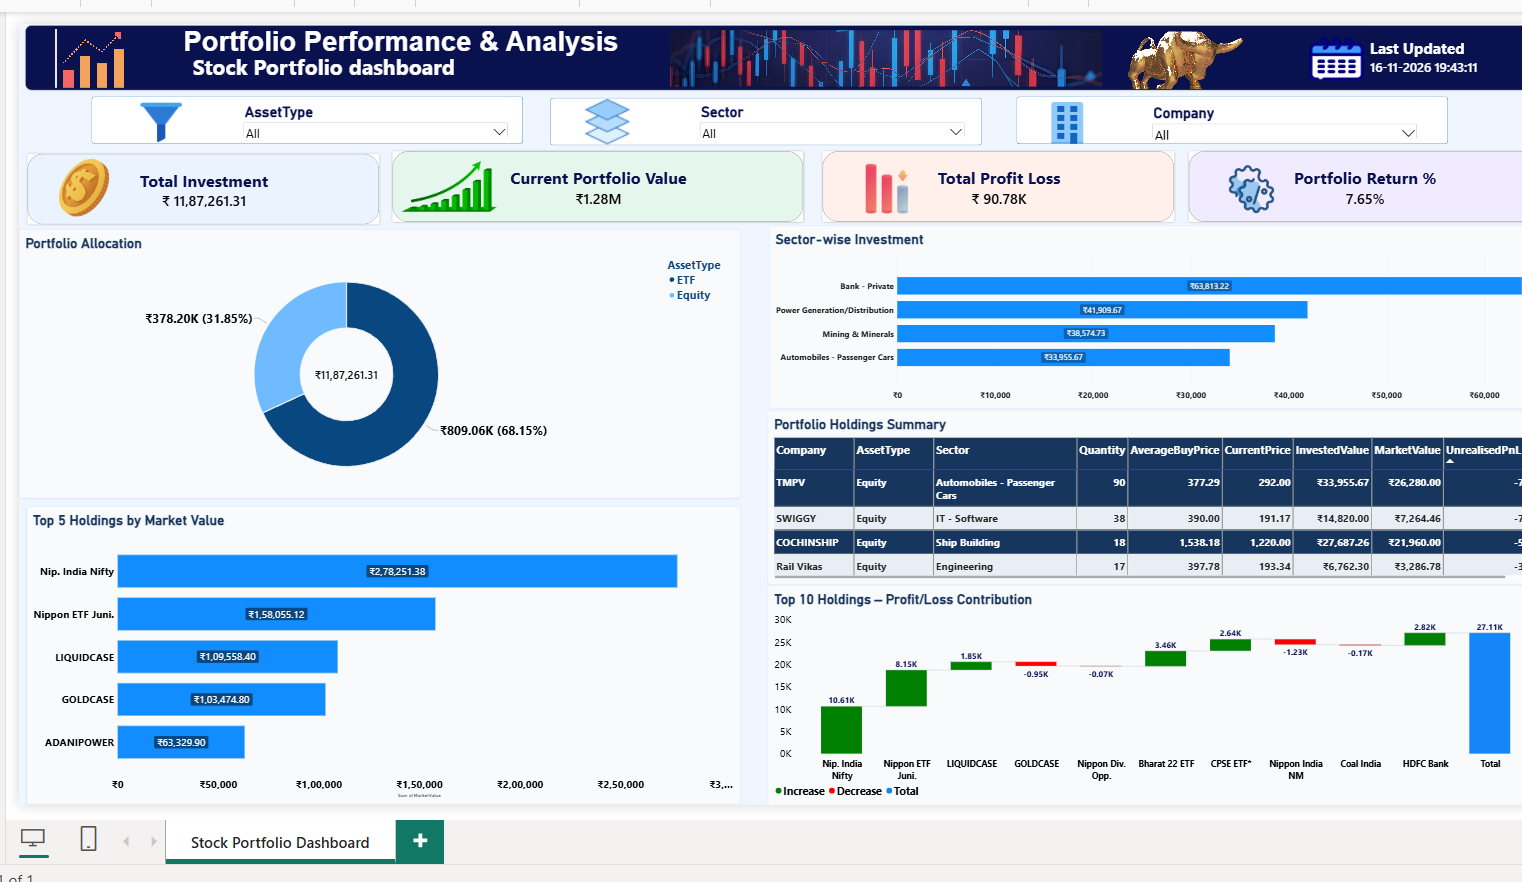 Portfolio Performance & Analysis
Stock Portfolio dashboard
Last Updated
16-11-2026 19:43:11
AssetType
All
Sector
All
Company
All
Total Investment
₹ 11,87,261.31
Current Portfolio Value
₹1.28M
Total Profit Loss
₹ 90.78K
Portfolio Return %
7.65%
Portfolio Allocation
AssetType
ETF
Equity
₹378.20K (31.85%)
₹11,87,261.31
₹809.06K (68.15%)
Sector-wise Investment
Bank - Private
₹63,813.22
Power Generation/Distribution
₹41,909.67
Mining & Minerals
₹38,574.73
Automobiles - Passenger Cars
₹33,955.67
₹0 ₹10,000 ₹20,000 ₹30,000 ₹40,000 ₹50,000 ₹60,000
Portfolio Holdings Summary
Company AssetType Sector Quantity AverageBuyPrice CurrentPrice InvestedValue MarketValue UnrealisedPnL
TMPV Equity Automobiles - Passenger Cars 90 377.29 292.00 ₹33,955.67 ₹26,280.00 -7
SWIGGY Equity IT - Software 38 390.00 191.17 ₹14,820.00 ₹7,264.46 -7
COCHINSHIP Equity Ship Building 18 1,538.18 1,220.00 ₹27,687.26 ₹21,960.00 -5
Rail Vikas Equity Engineering 17 397.78 193.34 ₹6,762.30 ₹3,286.78 -3
Top 5 Holdings by Market Value
Nip. India Nifty
₹2,78,251.38
Nippon ETF Juni.
₹1,58,055.12
LIQUIDCASE
₹1,09,558.40
GOLDCASE
₹1,03,474.80
ADANIPOWER
₹63,329.90
₹0 ₹50,000 ₹1,00,000 ₹1,50,000 ₹2,00,000 ₹2,50,000 ₹3,...
Sum of MarketValue
Top 10 Holdings – Profit/Loss Contribution
30K
25K
20K
15K
10K
5K
0K
10.61K 8.15K 1.85K -0.95K -0.07K 3.46K 2.64K -1.23K -0.17K 2.82K 27.11K
Nip. India Nifty
Nippon ETF Juni.
LIQUIDCASE
GOLDCASE
Nippon Div. Opp.
Bharat 22 ETF
CPSE ETF*
Nippon India NM
Coal India
HDFC Bank
Total
Increase Decrease Total
Stock Portfolio Dashboard
+
1 of 1